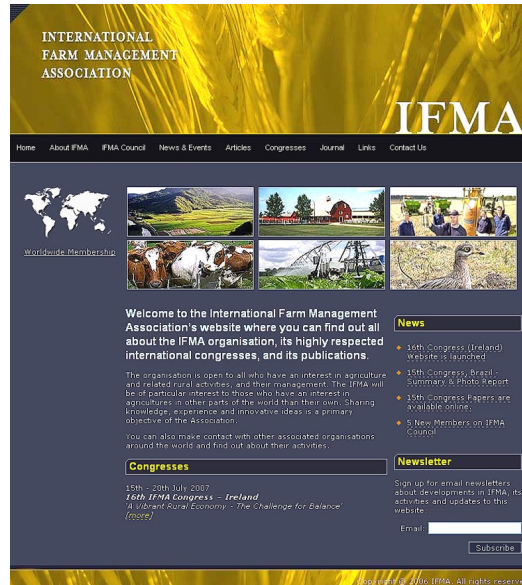 INTERNATIONAL
FARM MANAGEMENT
ASSOCIATION
IFMA
Home About IFMA IFMA Council News & Events Articles Congresses Journal Links Contact Us
Worldwide Membership
Welcome to the International Farm Management
Association's website where you can find out all
about the IFMA organisation, its highly respected
international congresses, and its publications.
The organisation is open to all who have an interest in agriculture
and related rural activities, and their management. The IFMA will
be of particular interest to those who have an interest in
agricultures in other parts of the world than their own. Sharing
knowledge, experience and innovative ideas is a primary
objective of the Association.
You can also make contact with other associated organisations
around the world and find out about their activities.
Congresses
15th - 20th July 2007
16th IFMA Congress - Ireland
'A Vibrant Rural Economy - The Challenge for Balance'
[more]
News
16th Congress (Ireland)
Website is launched
15th Congress, Brazil -
Summary & Photo Report
15th Congress Papers are
available online.
5 New Members on IFMA
Council
Newsletter
Sign up for email newsletters
about developments in IFMA, its
activities and updates to this
website
Email:
Subscribe
Copyright © 2006 IFMA. All rights reserve